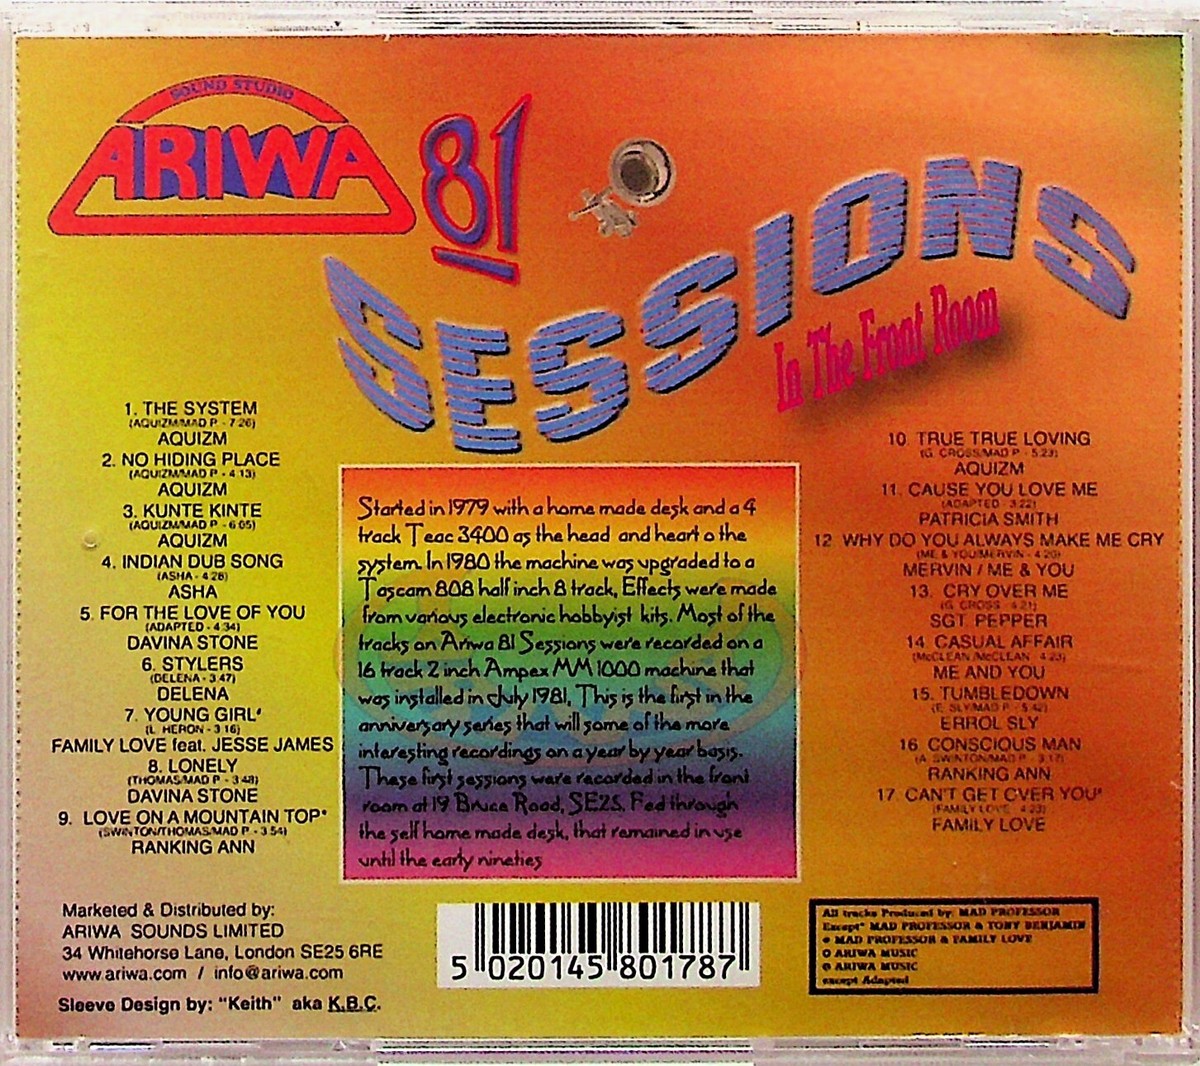 SOUND STUDIO
ARIWA
81
SESSIONS
In The Front Room
1. THE SYSTEM
(AQUIZM/MAD P - 7:26)
AQUIZM
2. NO HIDING PLACE
(AQUIZM/MAD P - 4:13)
AQUIZM
3. KUNTE KINTE
(AQUIZM/MAD P - 6:05)
AQUIZM
4. INDIAN DUB SONG
(ASHA - 4:28)
ASHA
5. FOR THE LOVE OF YOU
(ADAPTED - 4:34)
DAVINA STONE
6. STYLERS
(DELENA - 3:47)
DELENA
7. YOUNG GIRL*
(L. HERON - 3:16)
FAMILY LOVE feat. JESSE JAMES
8. LONELY
(THOMAS/MAD P - 3:48)
DAVINA STONE
9. LOVE ON A MOUNTAIN TOP*
(SWINTON/THOMAS/MAD P - 3:54)
RANKING ANN
Started in 1979 with a home made desk and a 4
track Teac 3400 as the head and heart o the
system. In 1980 the machine was upgraded to a
Tascam 808 half inch 8 track, Effects were made
from various electronic hobbyist kits. Most of the
tracks on Ariwa 81 Sessions were recorded on a
16 track 2 inch Ampex MM 1000 machine that
was installed in July 1981, This is the first in the
anniversary series that will some of the more
interesting recordings on a year by year basis.
These first sessions were recorded in the front
room at 19 Bruce Road, SE25. Fed through
the self home made desk, that remained in use
until the early nineties
10. TRUE TRUE LOVING
(G. CROSS/MAD P - 5:23)
AQUIZM
11. CAUSE YOU LOVE ME
(ADAPTED - 3:22)
PATRICIA SMITH
12 WHY DO YOU ALWAYS MAKE ME CRY
(ME & YOU/MERVIN - 4:20)
MERVIN / ME & YOU
13. CRY OVER ME
(G. CROSS - 4:21)
SGT. PEPPER
14. CASUAL AFFAIR
(McCLEAN /McCLEAN - 4:23)
ME AND YOU
15. TUMBLEDOWN
(E. SLY/MAD P - 5:42)
ERROL SLY
16. CONSCIOUS MAN
(A. SWINTON/MAD P - 3:17)
RANKING ANN
17. CAN'T GET OVER YOU*
(FAMILY LOVE - 4:23)
FAMILY LOVE
Marketed & Distributed by:
ARIWA SOUNDS LIMITED
34 Whitehorse Lane, London SE25 6RE
www.ariwa.com / info@ariwa.com
Sleeve Design by: "Keith" aka K.B.C.
5 020145 801787
All tracks Produced by: MAD PROFESSOR
Except* MAD PROFESSOR & TOBY BENJAMIN
MAD PROFESSOR & FAMILY LOVE
ARIWA MUSIC
ARIWA MUSIC
except Adapted